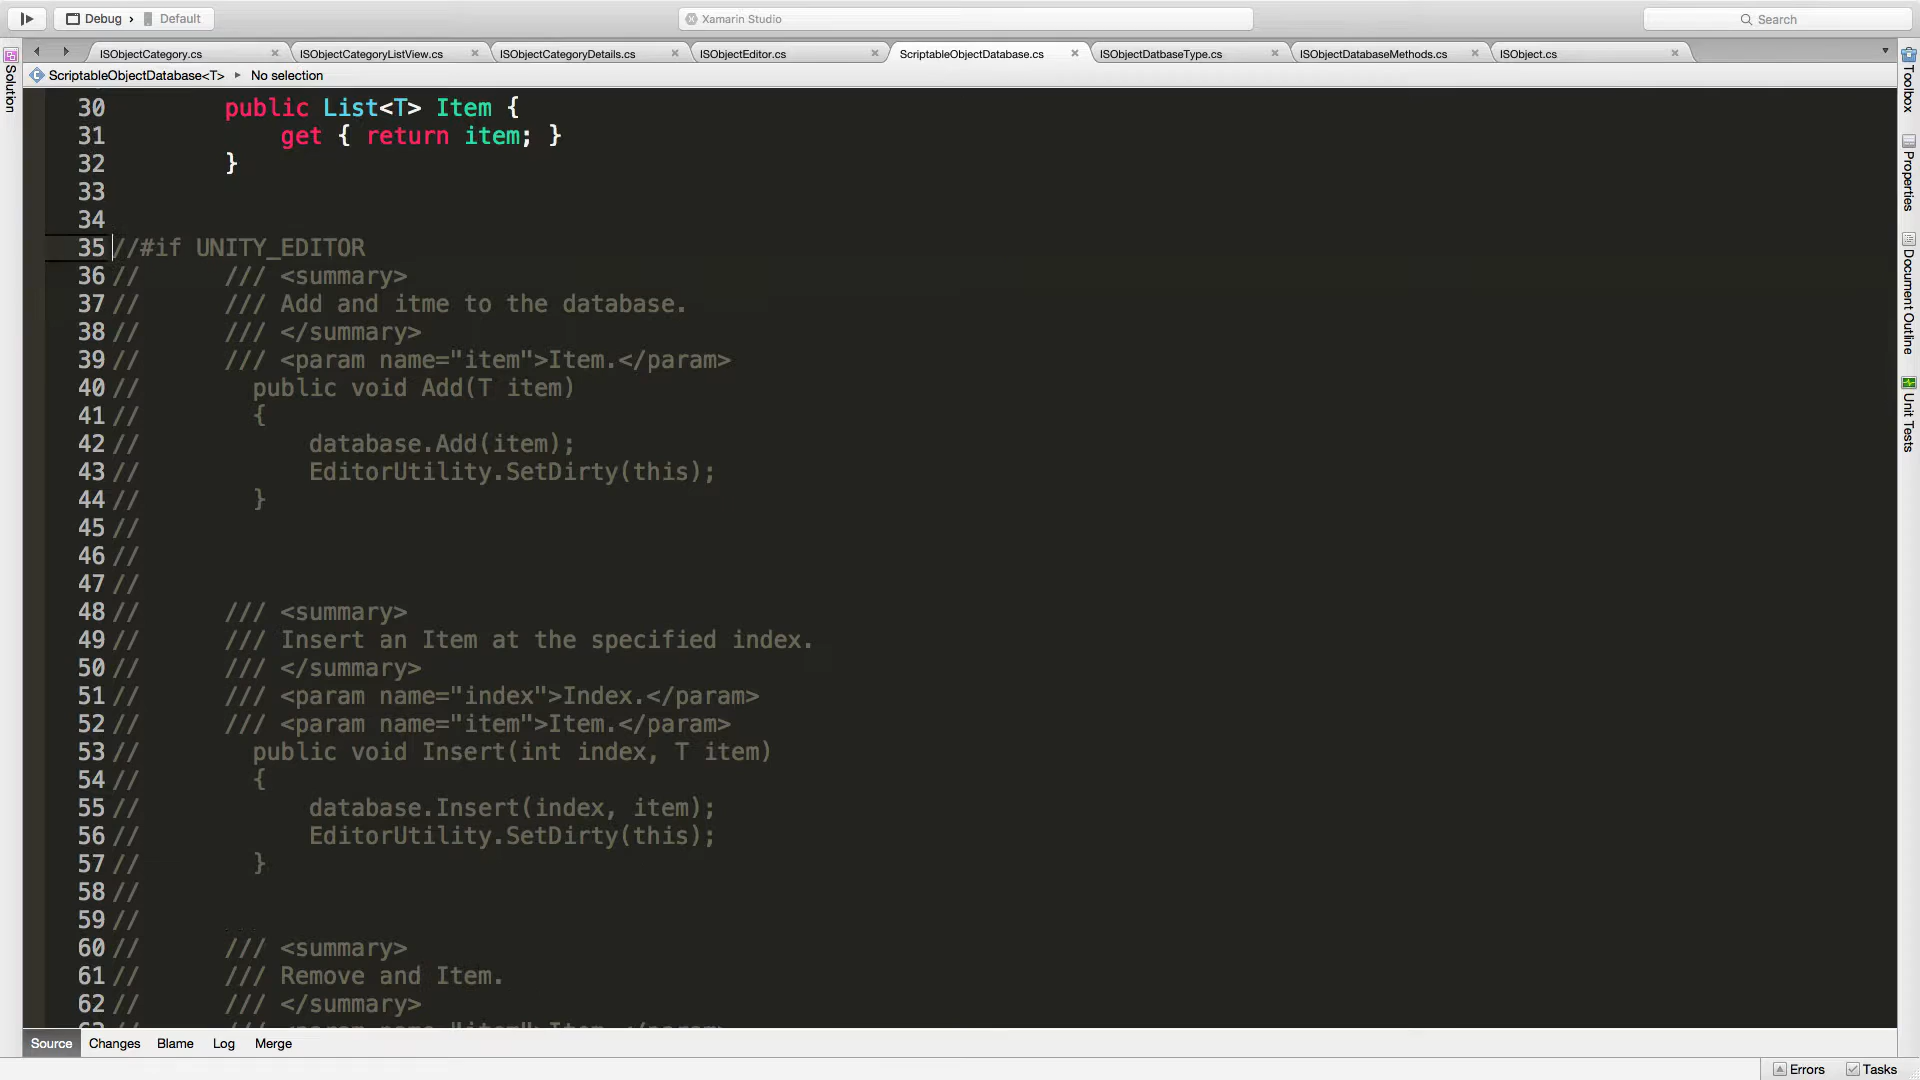 Debug › Default
Xamarin Studio
Search
ISObjectCategory.cs
ISObjectCategoryListView.cs
ISObjectCategoryDetails.cs
ISObjectEditor.cs
ScriptableObjectDatabase.cs
ISObjectDatbaseType.cs
ISObjectDatabaseMethods.cs
ISObject.cs
ScriptableObjectDatabase<T> ▸ No selection
Solution
Toolbox
Properties
Document Outline
Unit Tests
30 public List<T> Item {
31 get { return item; }
32 }
33
34
35 //#if UNITY_EDITOR
36 // /// <summary>
37 // /// Add and itme to the database.
38 // /// </summary>
39 // /// <param name="item">Item.</param>
40 // public void Add(T item)
41 // {
42 // database.Add(item);
43 // EditorUtility.SetDirty(this);
44 // }
45 //
46 //
47 //
48 // /// <summary>
49 // /// Insert an Item at the specified index.
50 // /// </summary>
51 // /// <param name="index">Index.</param>
52 // /// <param name="item">Item.</param>
53 // public void Insert(int index, T item)
54 // {
55 // database.Insert(index, item);
56 // EditorUtility.SetDirty(this);
57 // }
58 //
59 //
60 // /// <summary>
61 // /// Remove and Item.
62 // /// </summary>
63 // /// <param name="item">Item.</param>
Source Changes Blame Log Merge
Errors Tasks